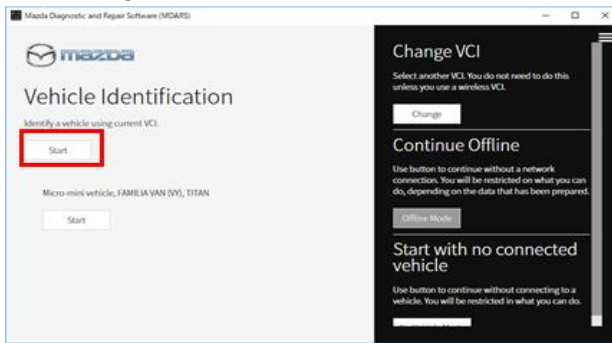 Mazda Diagnostic and Repair Software (MDARS)
mazda
Vehicle Identification
Identify a vehicle using current VCI.
Start
Micro-mini vehicle, FAMILIA VAN (VY), TITAN
Start
Change VCI
Select another VCI. You do not need to do this
unless you use a wireless VCI.
Change
Continue Offline
Use button to continue without a network
connection. You will be restricted on what you can
do, depending on the data that has been prepared.
Offline Mode
Start with no connected
vehicle
Use button to continue without connecting to a
vehicle. You will be restricted in what you can do.